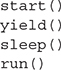 start()
yield()
sleep()
run()